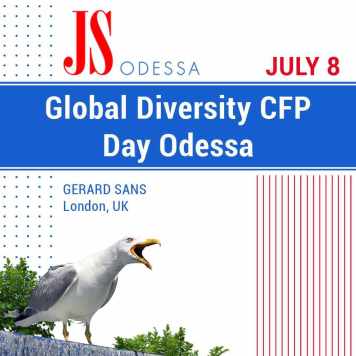 JS ODESSA
JULY 8
Global Diversity CFP
Day Odessa
GERARD SANS
London, UK